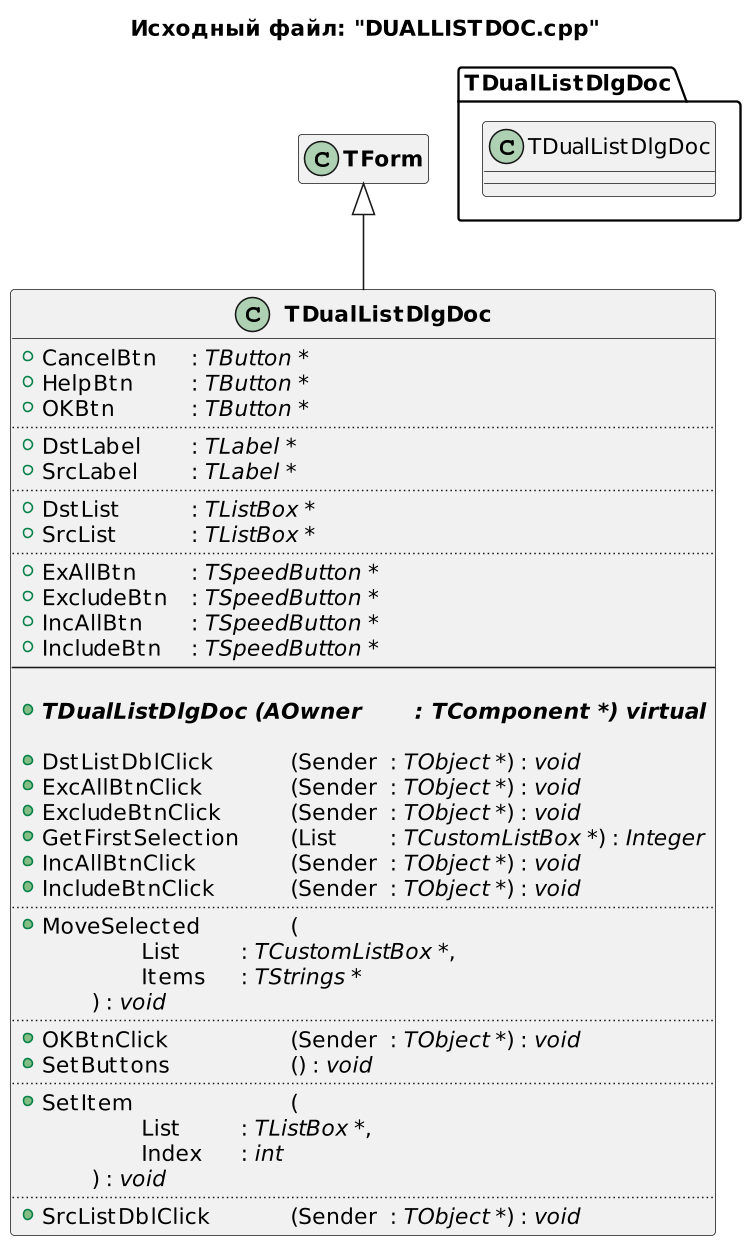 Исходный файл: "DUALLISTDOC.cpp"
TDualListDlgDoc
C TForm
C TDualListDlgDoc
C TDualListDlgDoc
CancelBtn : TButton *
HelpBtn : TButton *
OKBtn : TButton *
DstLabel : TLabel *
SrcLabel : TLabel *
DstList : TListBox *
SrcList : TListBox *
ExAllBtn : TSpeedButton *
ExcludeBtn : TSpeedButton *
IncAllBtn : TSpeedButton *
IncludeBtn : TSpeedButton *
TDualListDlgDoc (AOwner : TComponent *) virtual
DstListDblClick (Sender : TObject *) : void
ExcAllBtnClick (Sender : TObject *) : void
ExcludeBtnClick (Sender : TObject *) : void
GetFirstSelection (List : TCustomListBox *) : Integer
IncAllBtnClick (Sender : TObject *) : void
IncludeBtnClick (Sender : TObject *) : void
MoveSelected (
List : TCustomListBox *,
Items : TStrings *
) : void
OKBtnClick (Sender : TObject *) : void
SetButtons () : void
SetItem (
List : TListBox *,
Index : int
) : void
SrcListDblClick (Sender : TObject *) : void